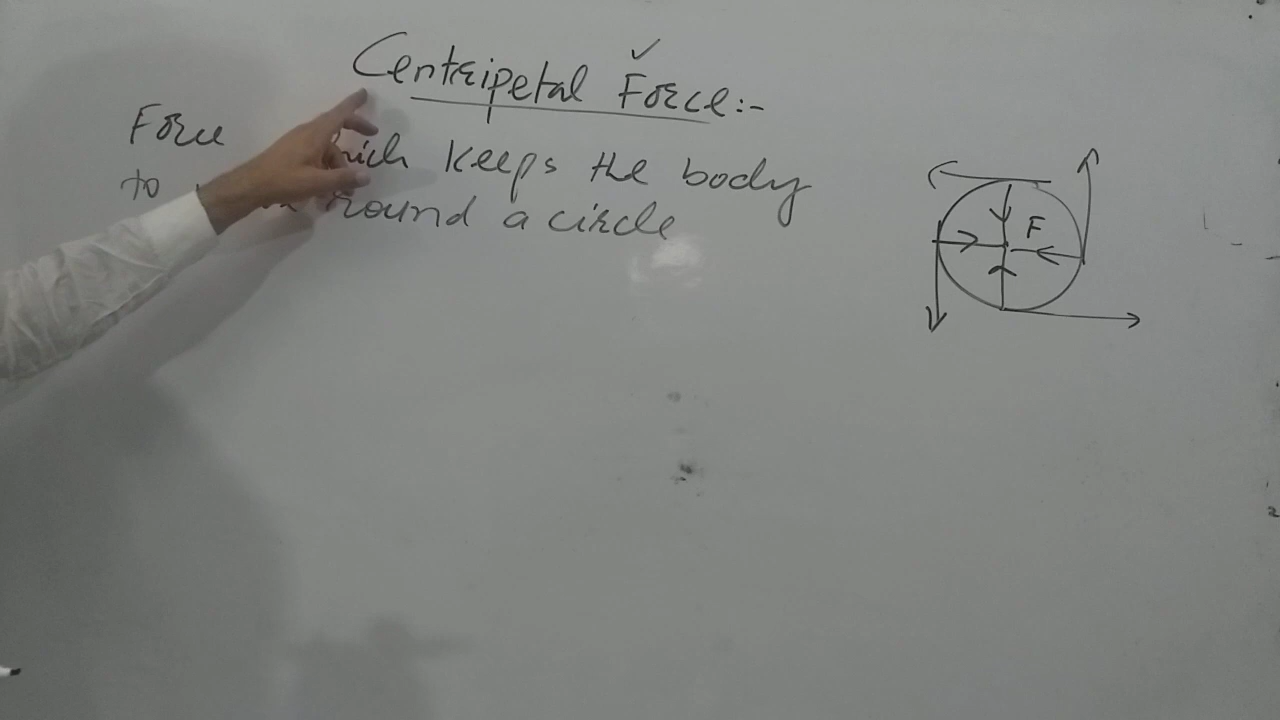 Centripetal Force:-
Force which keeps the body
to round a circle
F